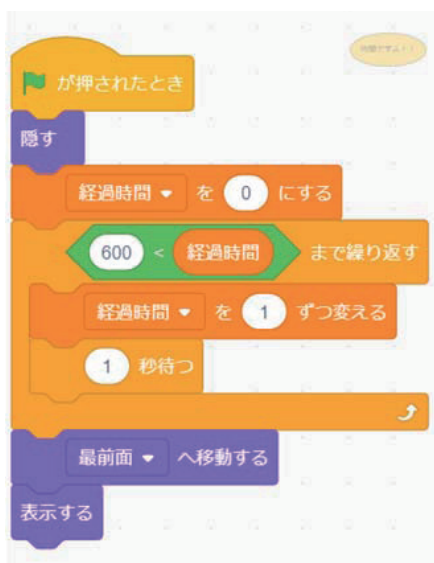 が押されたとき
隠す
経過時間 を 0 にする
600 < 経過時間 まで繰り返す
経過時間 を 1 ずつ変える
1 秒待つ
最前面 へ移動する
表示する